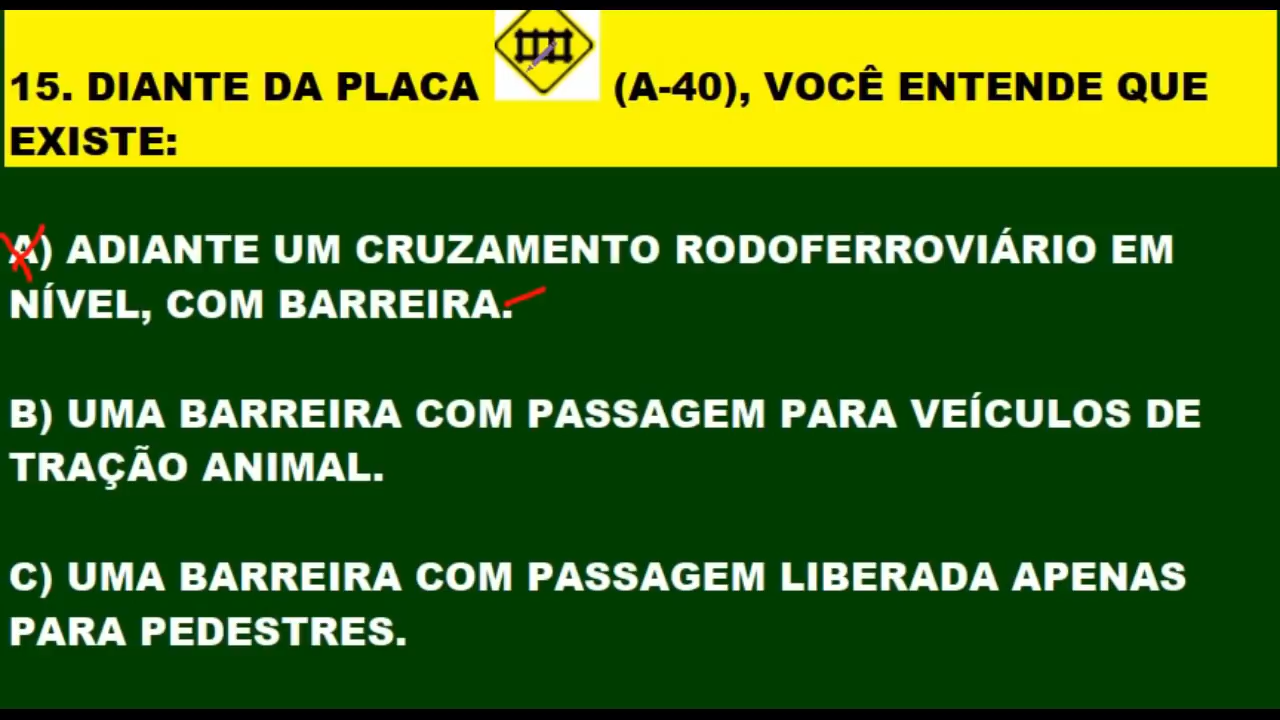 15. DIANTE DA PLACA (A-40), VOCÊ ENTENDE QUE
EXISTE:
A) ADIANTE UM CRUZAMENTO RODOFERROVIÁRIO EM
NÍVEL, COM BARREIRA.
B) UMA BARREIRA COM PASSAGEM PARA VEÍCULOS DE
TRAÇÃO ANIMAL.
C) UMA BARREIRA COM PASSAGEM LIBERADA APENAS
PARA PEDESTRES.